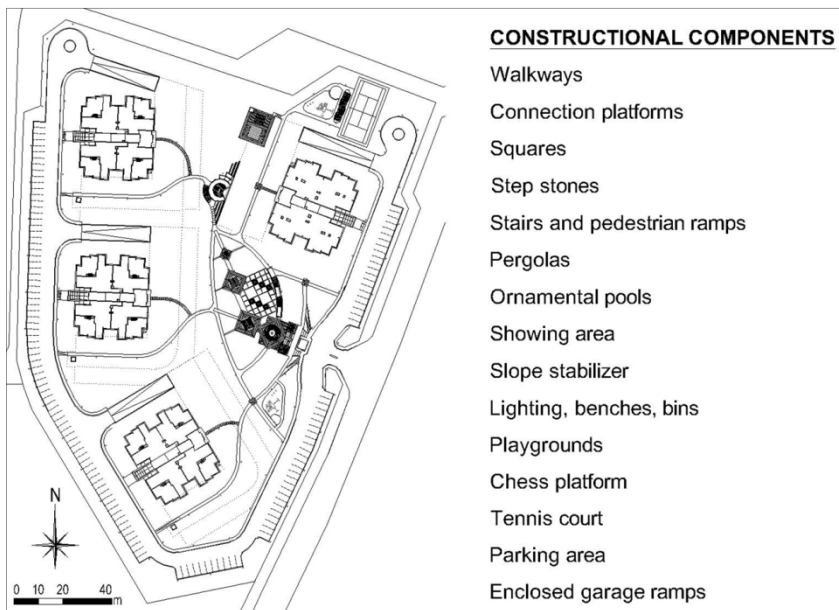 CONSTRUCTIONAL COMPONENTS
Walkways
Connection platforms
Squares
Step stones
Stairs and pedestrian ramps
Pergolas
Ornamental pools
Showing area
Slope stabilizer
Lighting, benches, bins
Playgrounds
Chess platform
Tennis court
Parking area
Enclosed garage ramps
N
0 10 20 40
m